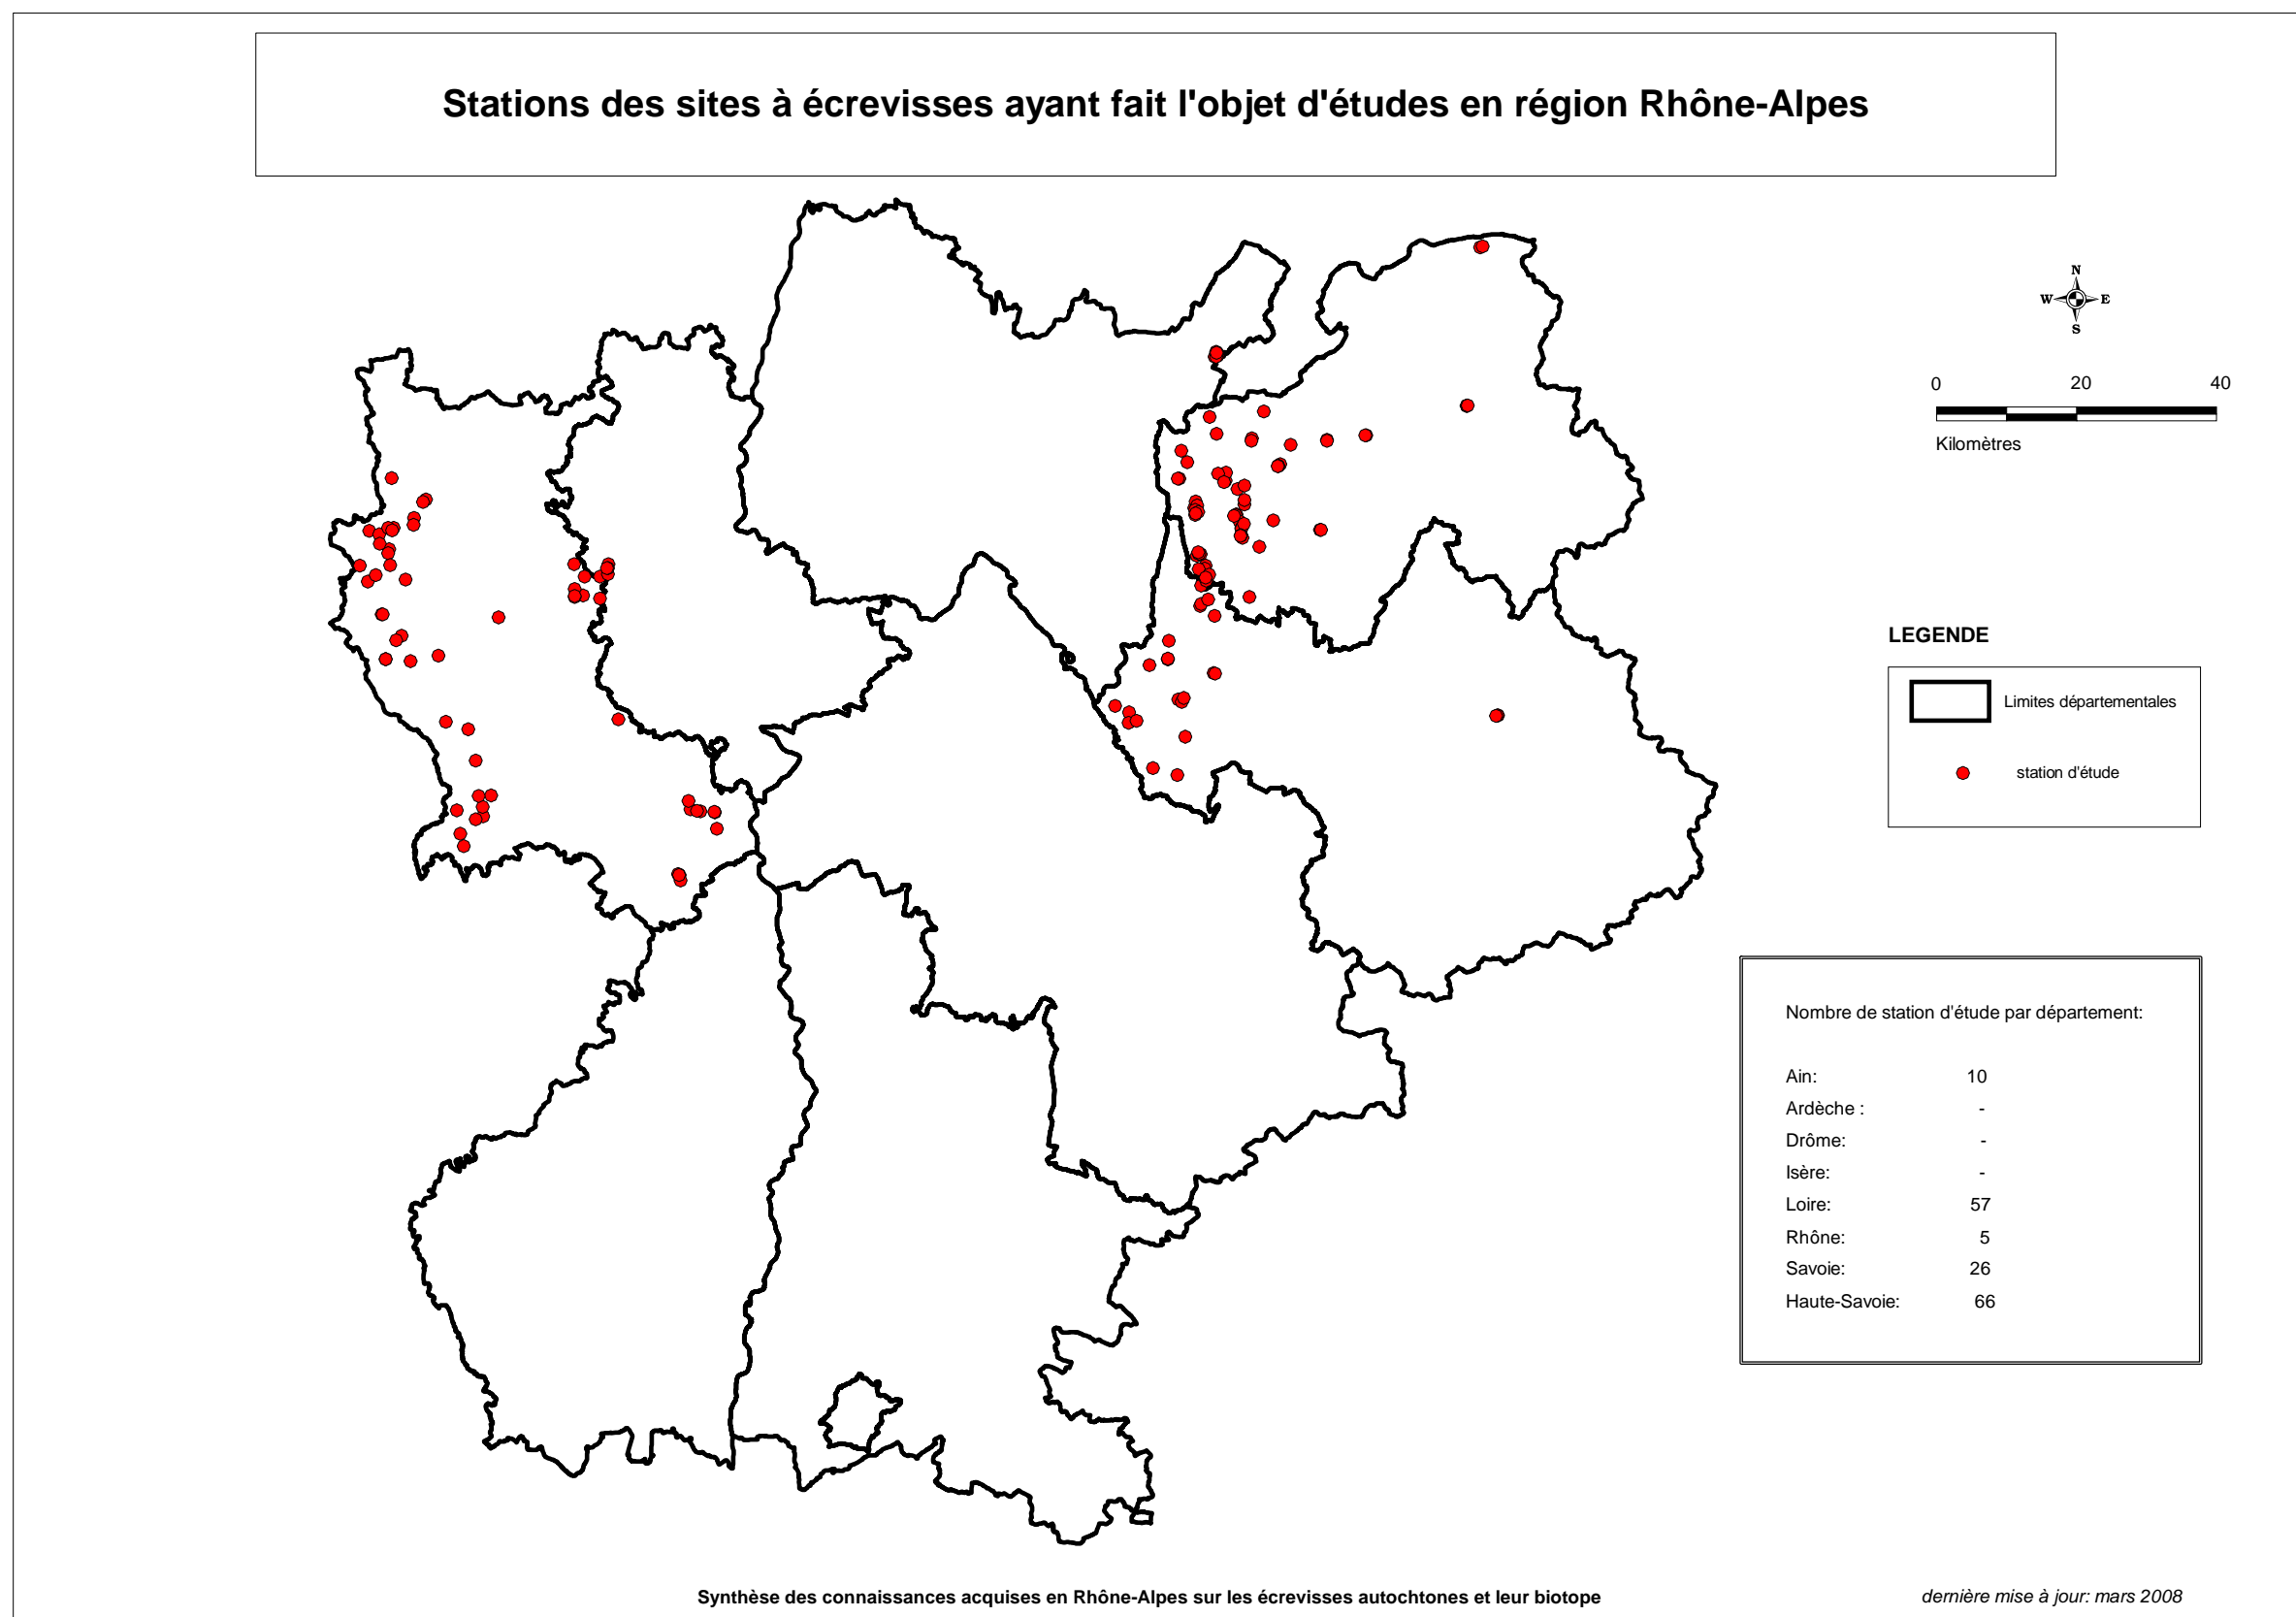 Stations des sites à écrevisses ayant fait l'objet d'études en région Rhône-Alpes
N
W E
S
0 20 40
Kilomètres
LEGENDE
Limites départementales
station d'étude
Nombre de station d'étude par département:
Ain: 10
Ardèche : -
Drôme: -
Isère: -
Loire: 57
Rhône: 5
Savoie: 26
Haute-Savoie: 66
Synthèse des connaissances acquises en Rhône-Alpes sur les écrevisses autochtones et leur biotope
dernière mise à jour: mars 2008